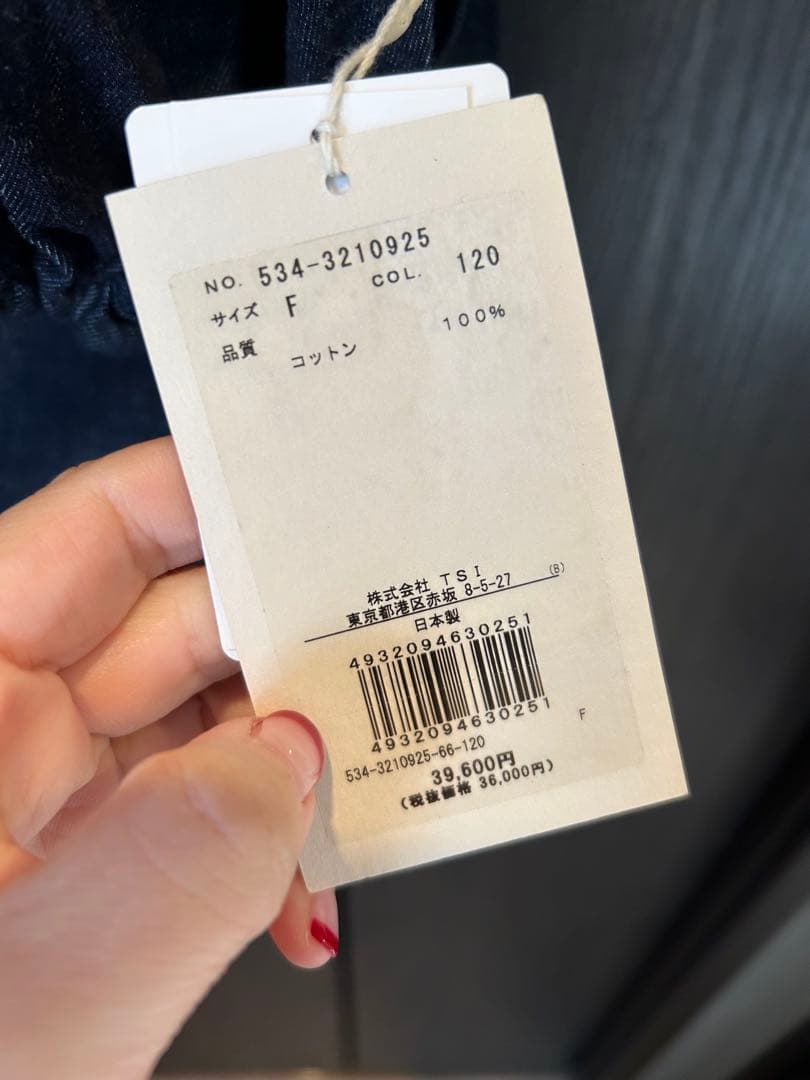 NO. 534-3210925
サイズ F COL. 120
品質 コットン 100%
株式会社 TSI
東京都港区赤坂 8-5-27 (B)
日本製
4932094630251
4932094630251
534-3210925-66-120 F
39,600円
(税抜価格 36,000円)